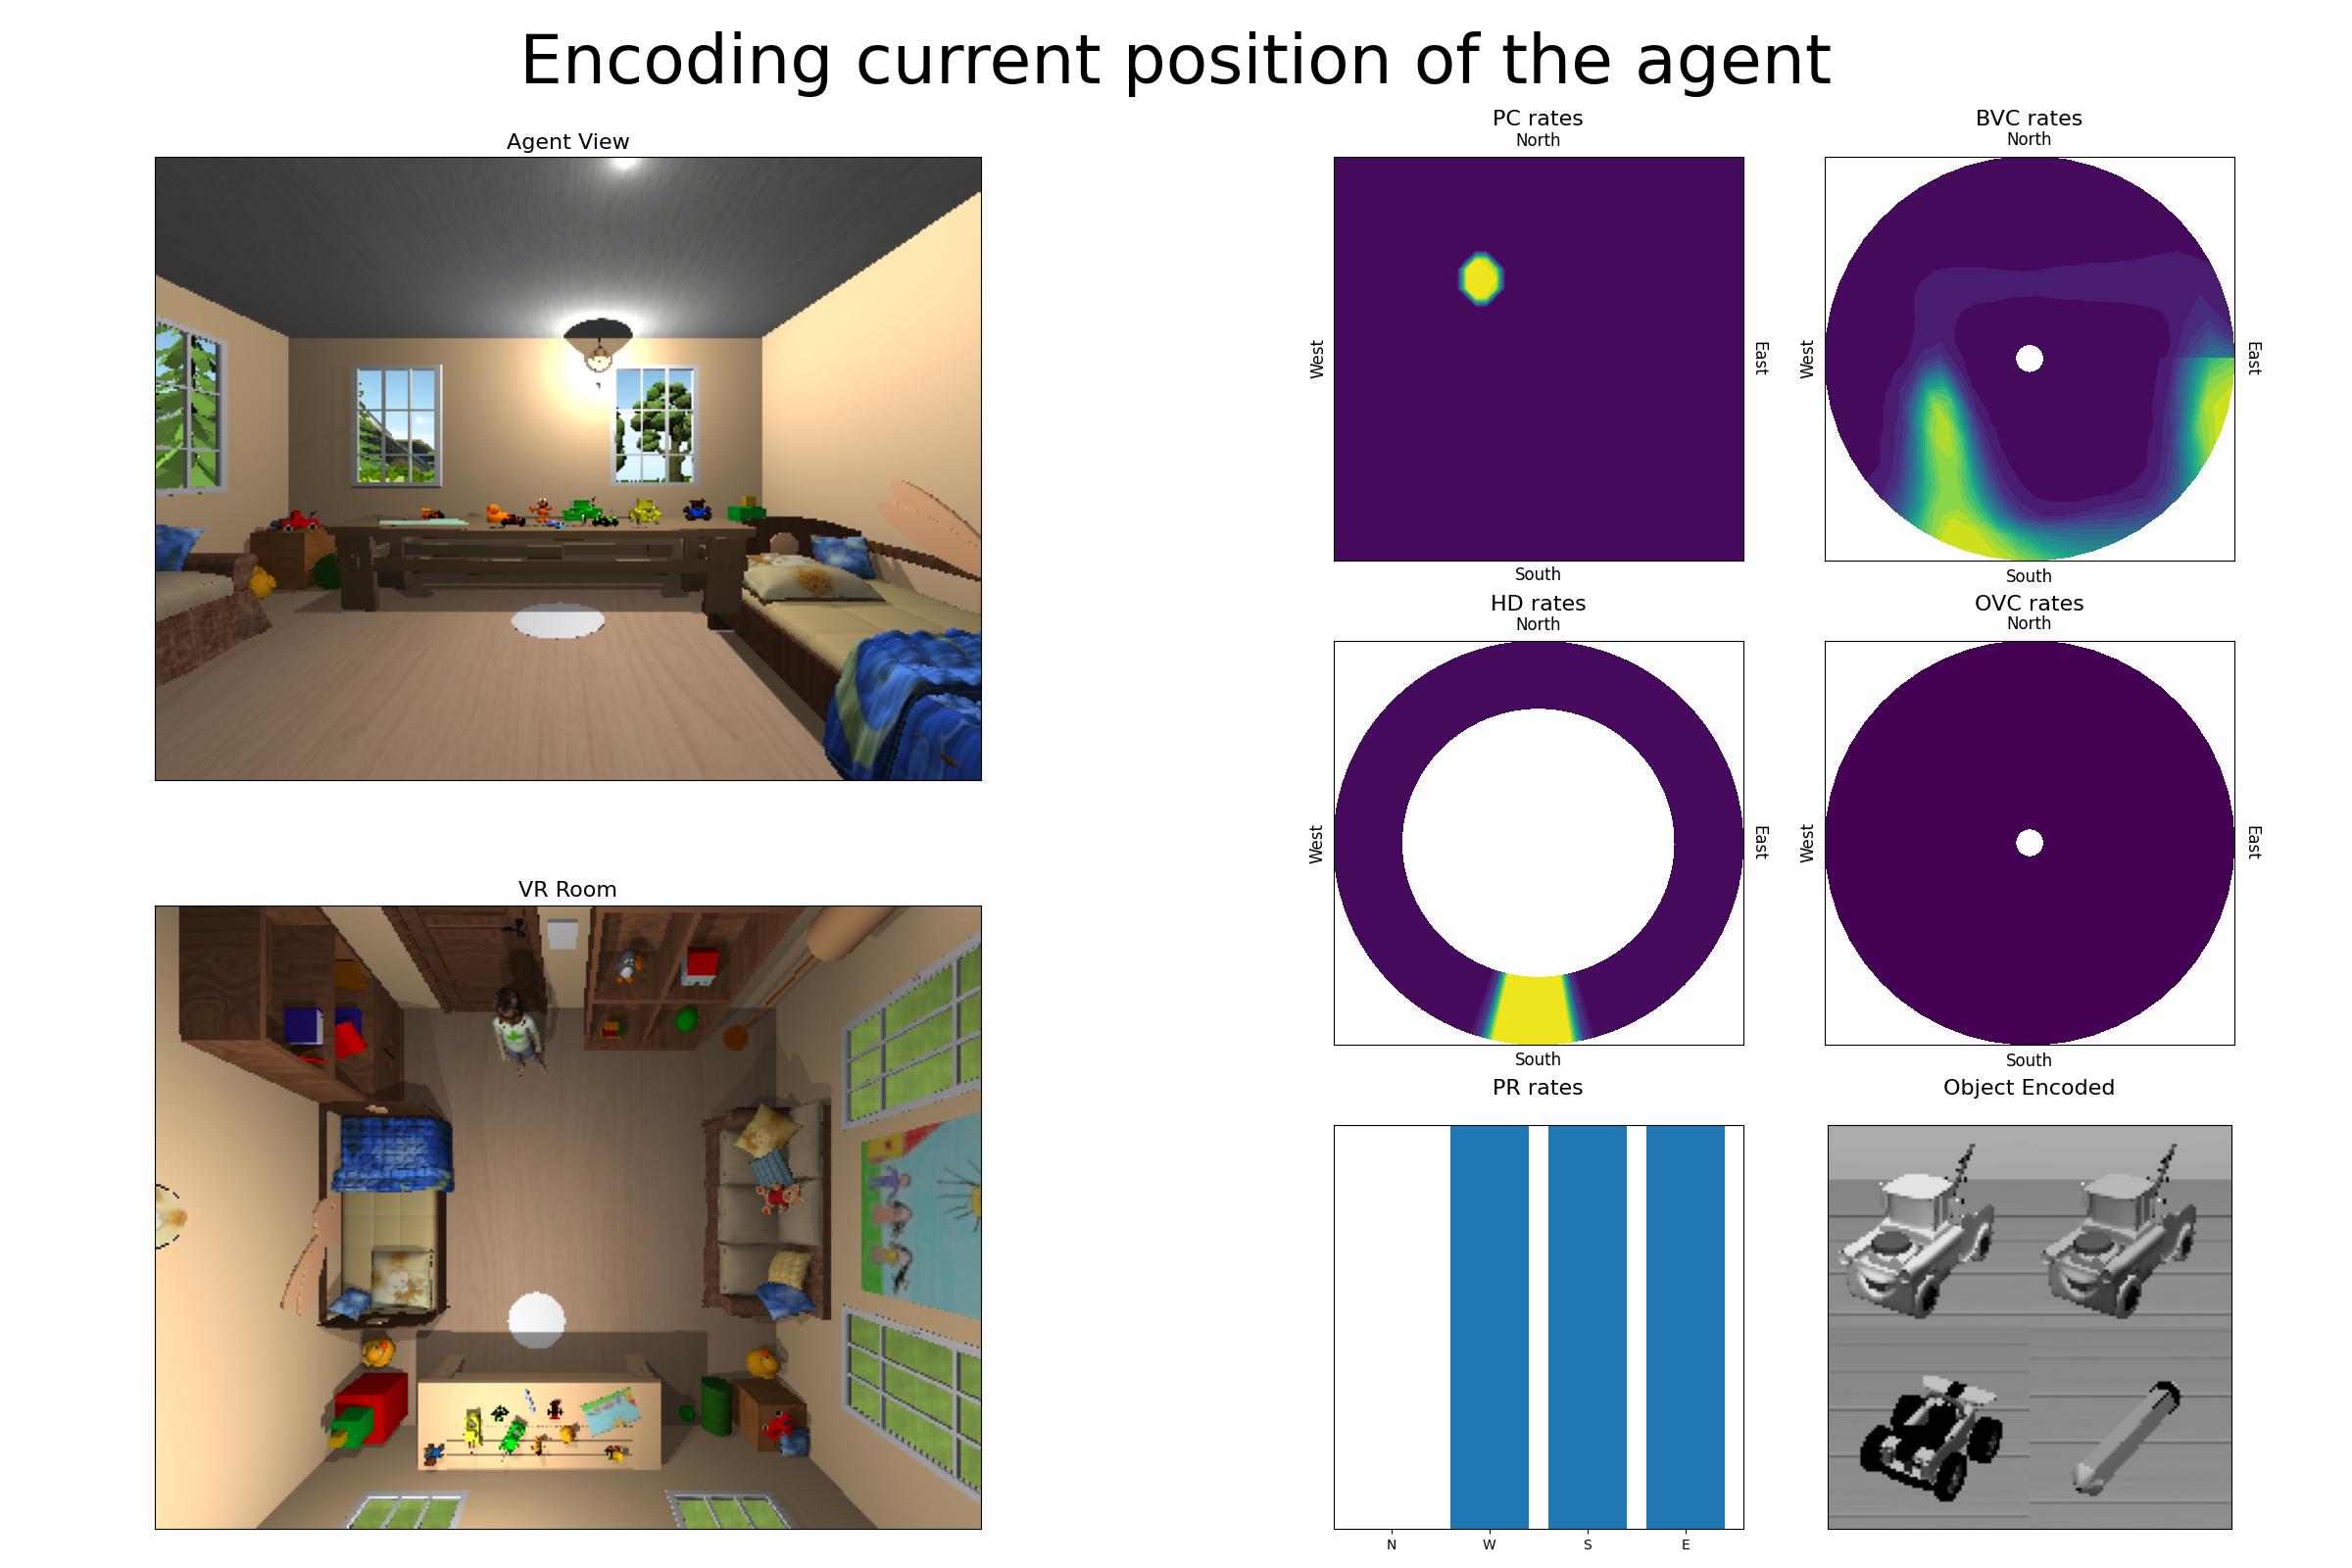 Encoding current position of the agent
Agent View
PC rates
North
West
East
South
BVC rates
North
West
East
South
HD rates
North
West
East
South
OVC rates
North
West
East
South
VR Room
PR rates
N W S E
Object Encoded